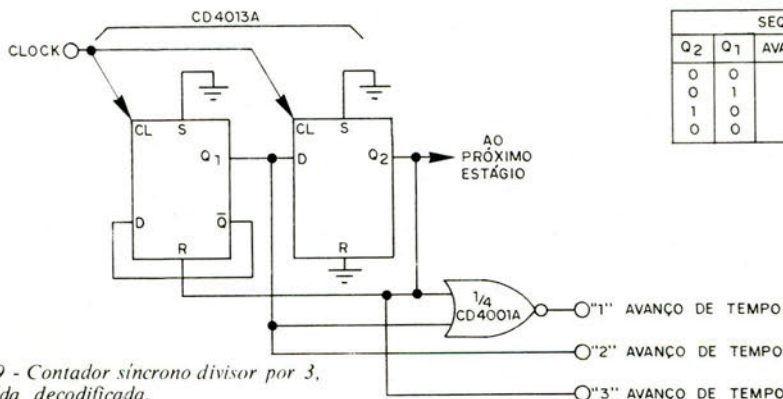 CD4013A
CLOCK
SEQ
Q2 Q1
0 0
0 1
1 0
0 0
CL S
Q1
D Q̄
R
CL S
D Q2
R
AO
PRÓXIMO
ESTÁGIO
1/4
CD4001A
"1" AVANÇO DE TEMPO
"2" AVANÇO DE TEMPO
"3" AVANÇO DE TEMPO
9 - Contador síncrono divisor por 3,
decodificada.